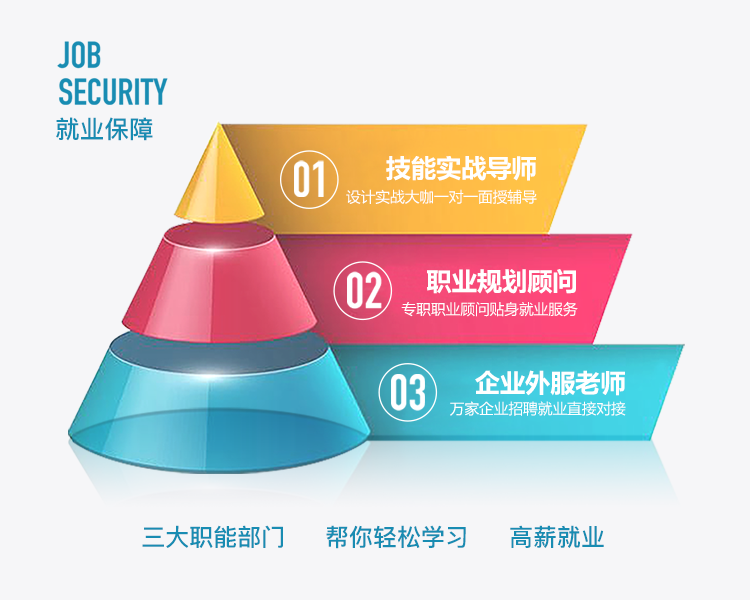 JOB
SECURITY
就业保障
01
技能实战导师
设计实战大咖一对一面授辅导
02
职业规划顾问
专职职业顾问贴身就业服务
03
企业外服老师
万家企业招聘就业直接对接
三大职能部门 帮你轻松学习 高薪就业